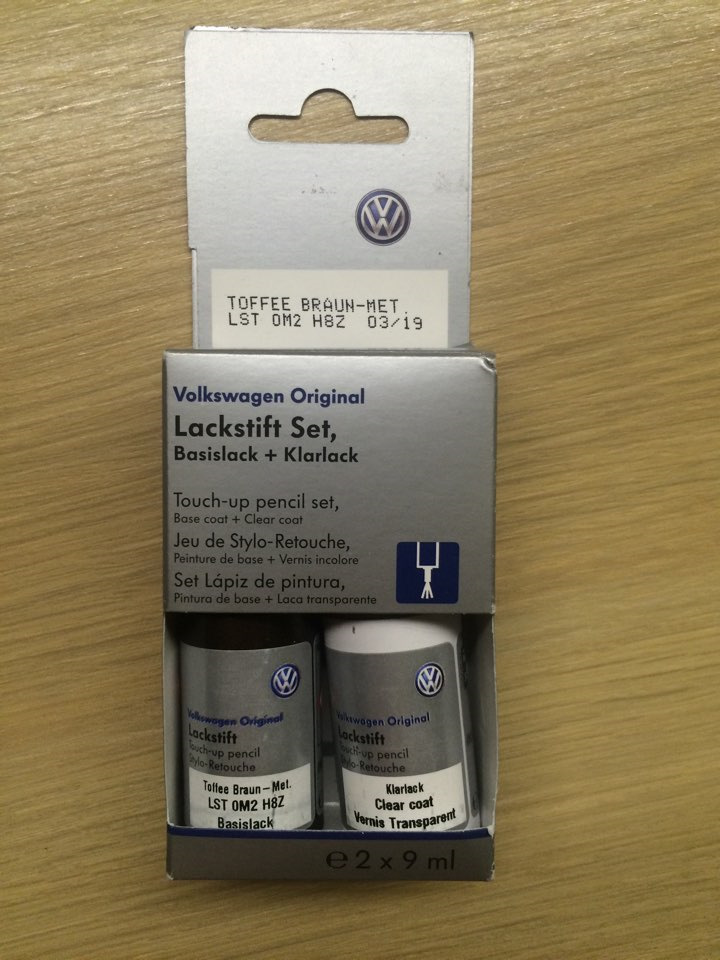 TOFFEE BRAUN-MET.
LST 0M2 H8Z 03/19
Volkswagen Original
Lackstift Set,
Basislack + Klarlack
Touch-up pencil set,
Base coat + Clear coat
Jeu de Stylo-Retouche,
Peinture de base + Vernis incolore
Set Lápiz de pintura,
Pintura de base + Laca transparente
Volkswagen Original
Lackstift
Touch-up pencil
Stylo-Retouche
Toffee Braun-Met.
LST 0M2 H8Z
Basislack
Volkswagen Original
Lackstift
Touch-up pencil
Stylo-Retouche
Klarlack
Clear coat
Vernis Transparent
℮ 2 x 9 ml